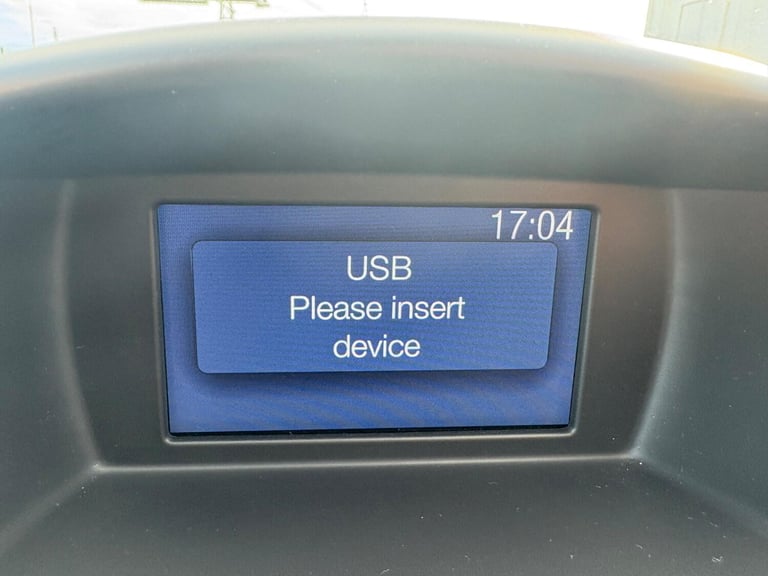 17:04
USB
Please insert
device